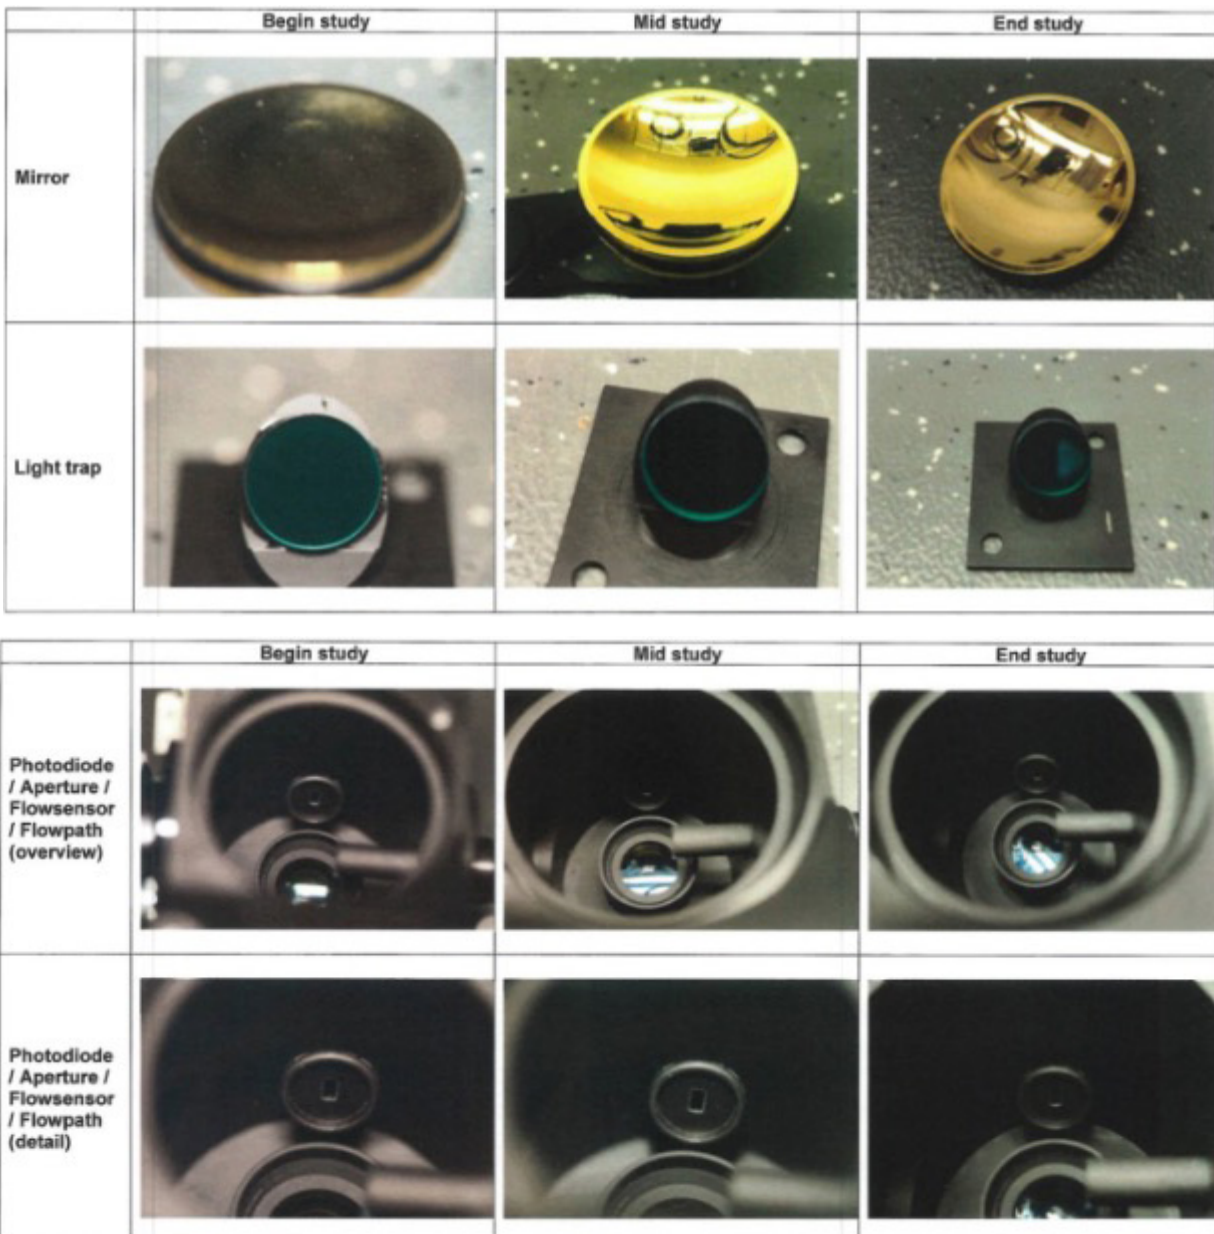 Begin study Mid study End study
Mirror
Light trap
Begin study Mid study End study
Photodiode
/ Aperture /
Flowsensor
/ Flowpath
(overview)
Photodiode
/ Aperture /
Flowsensor
/ Flowpath
(detail)